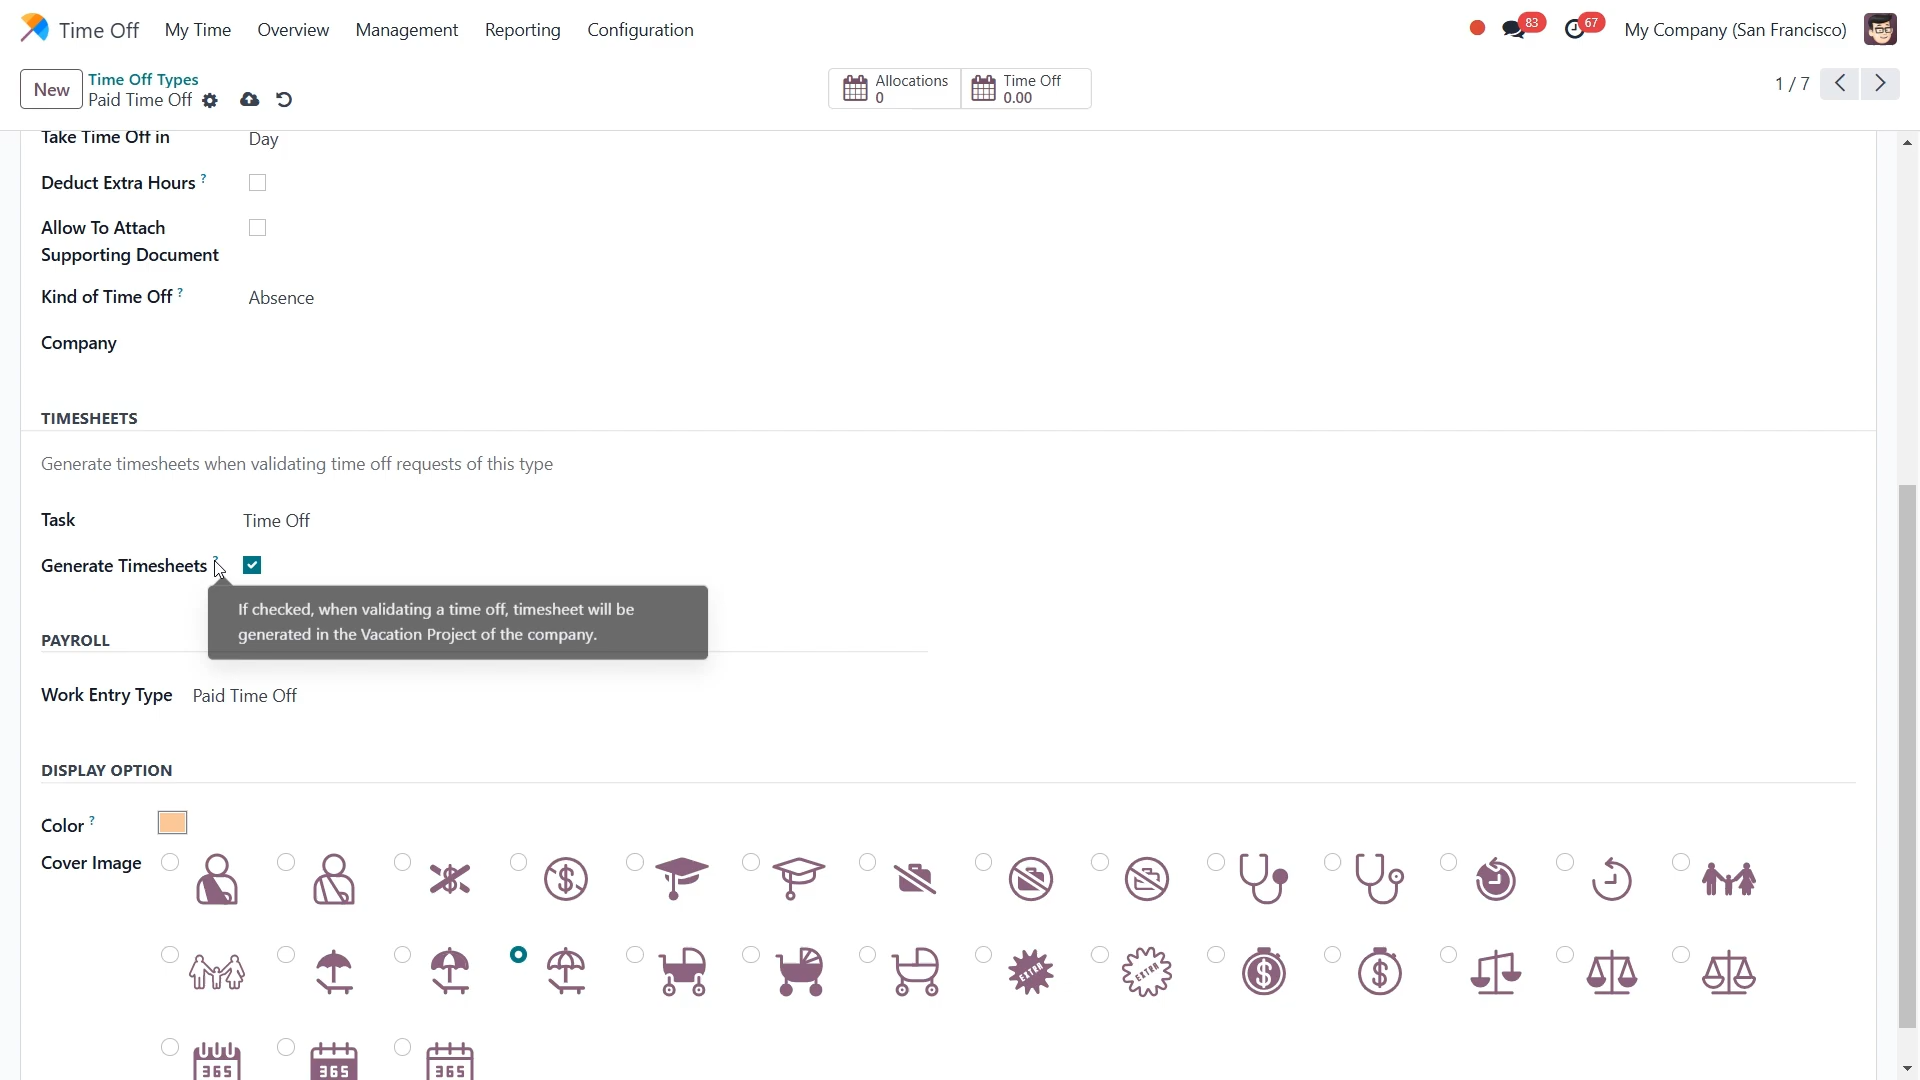 Time Off
My Time
Overview
Management
Reporting
Configuration
83
67
My Company (San Francisco)
New
Time Off Types
Paid Time Off
Allocations
0
Time Off
0.00
1 / 7
Take Time Off in
Day
Deduct Extra Hours ?
Allow To Attach
Supporting Document
Kind of Time Off ?
Absence
Company
TIMESHEETS
Generate timesheets when validating time off requests of this type
Task
Time Off
Generate Timesheets ?
If checked, when validating a time off, timesheet will be
generated in the Vacation Project of the company.
PAYROLL
Work Entry Type
Paid Time Off
DISPLAY OPTION
Color ?
Cover Image
EXTRA
EXTRA
365
365
365